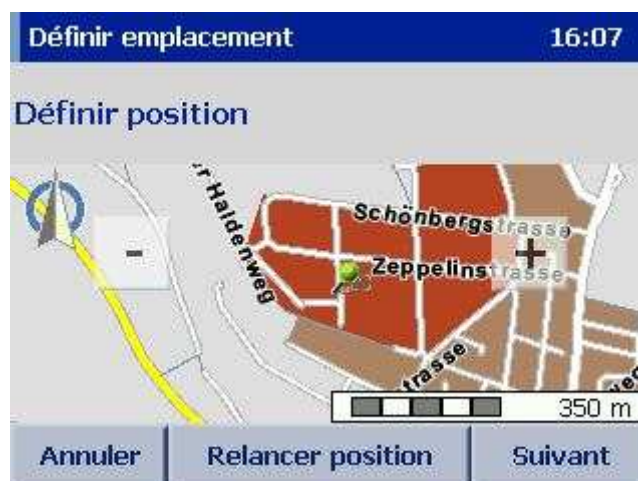 Définir emplacement 16:07
Définir position
r Haldenweg
Schönbergstrasse
Zeppelinstrasse
trasse
350 m
Annuler Relancer position Suivant